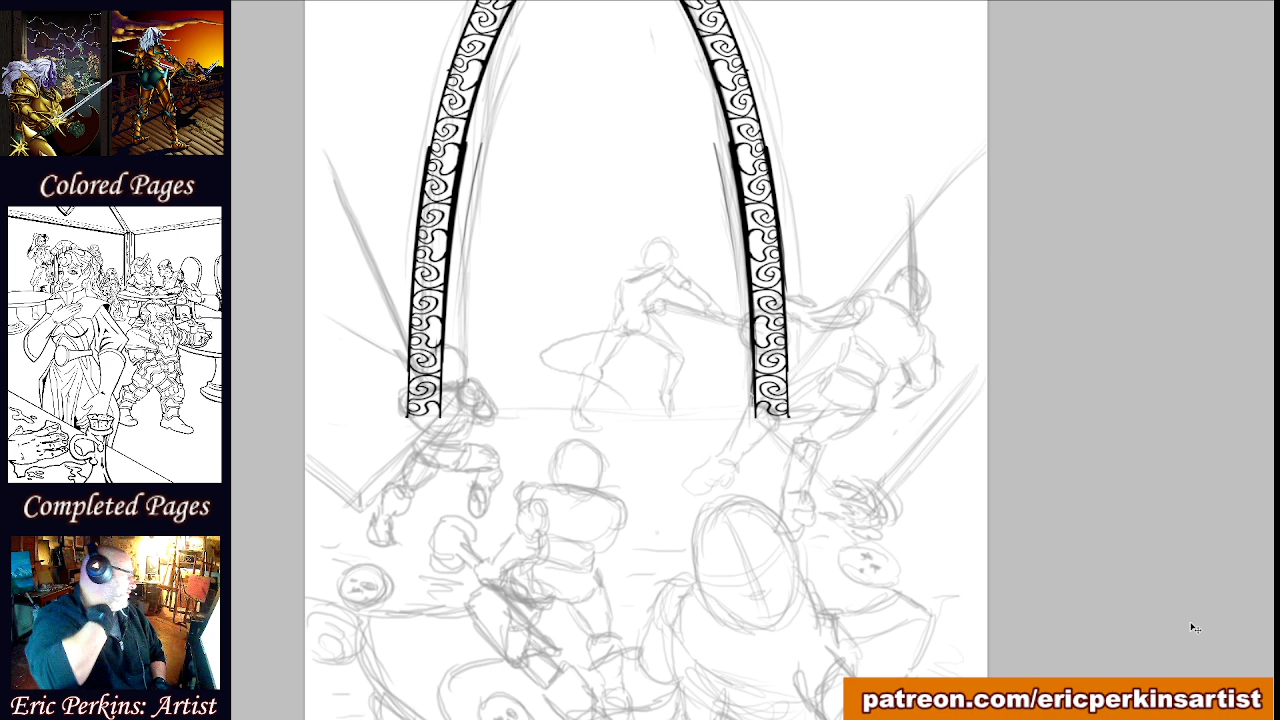 Colored Pages
Completed Pages
Eric Perkins: Artist
patreon.com/ericperkinsartist